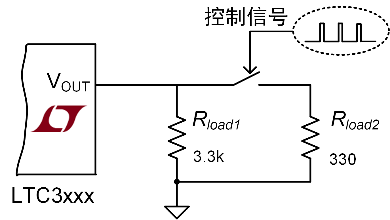 控制信号
VOUT
Rload1
Rload2
3.3k
330
LTC3xxx